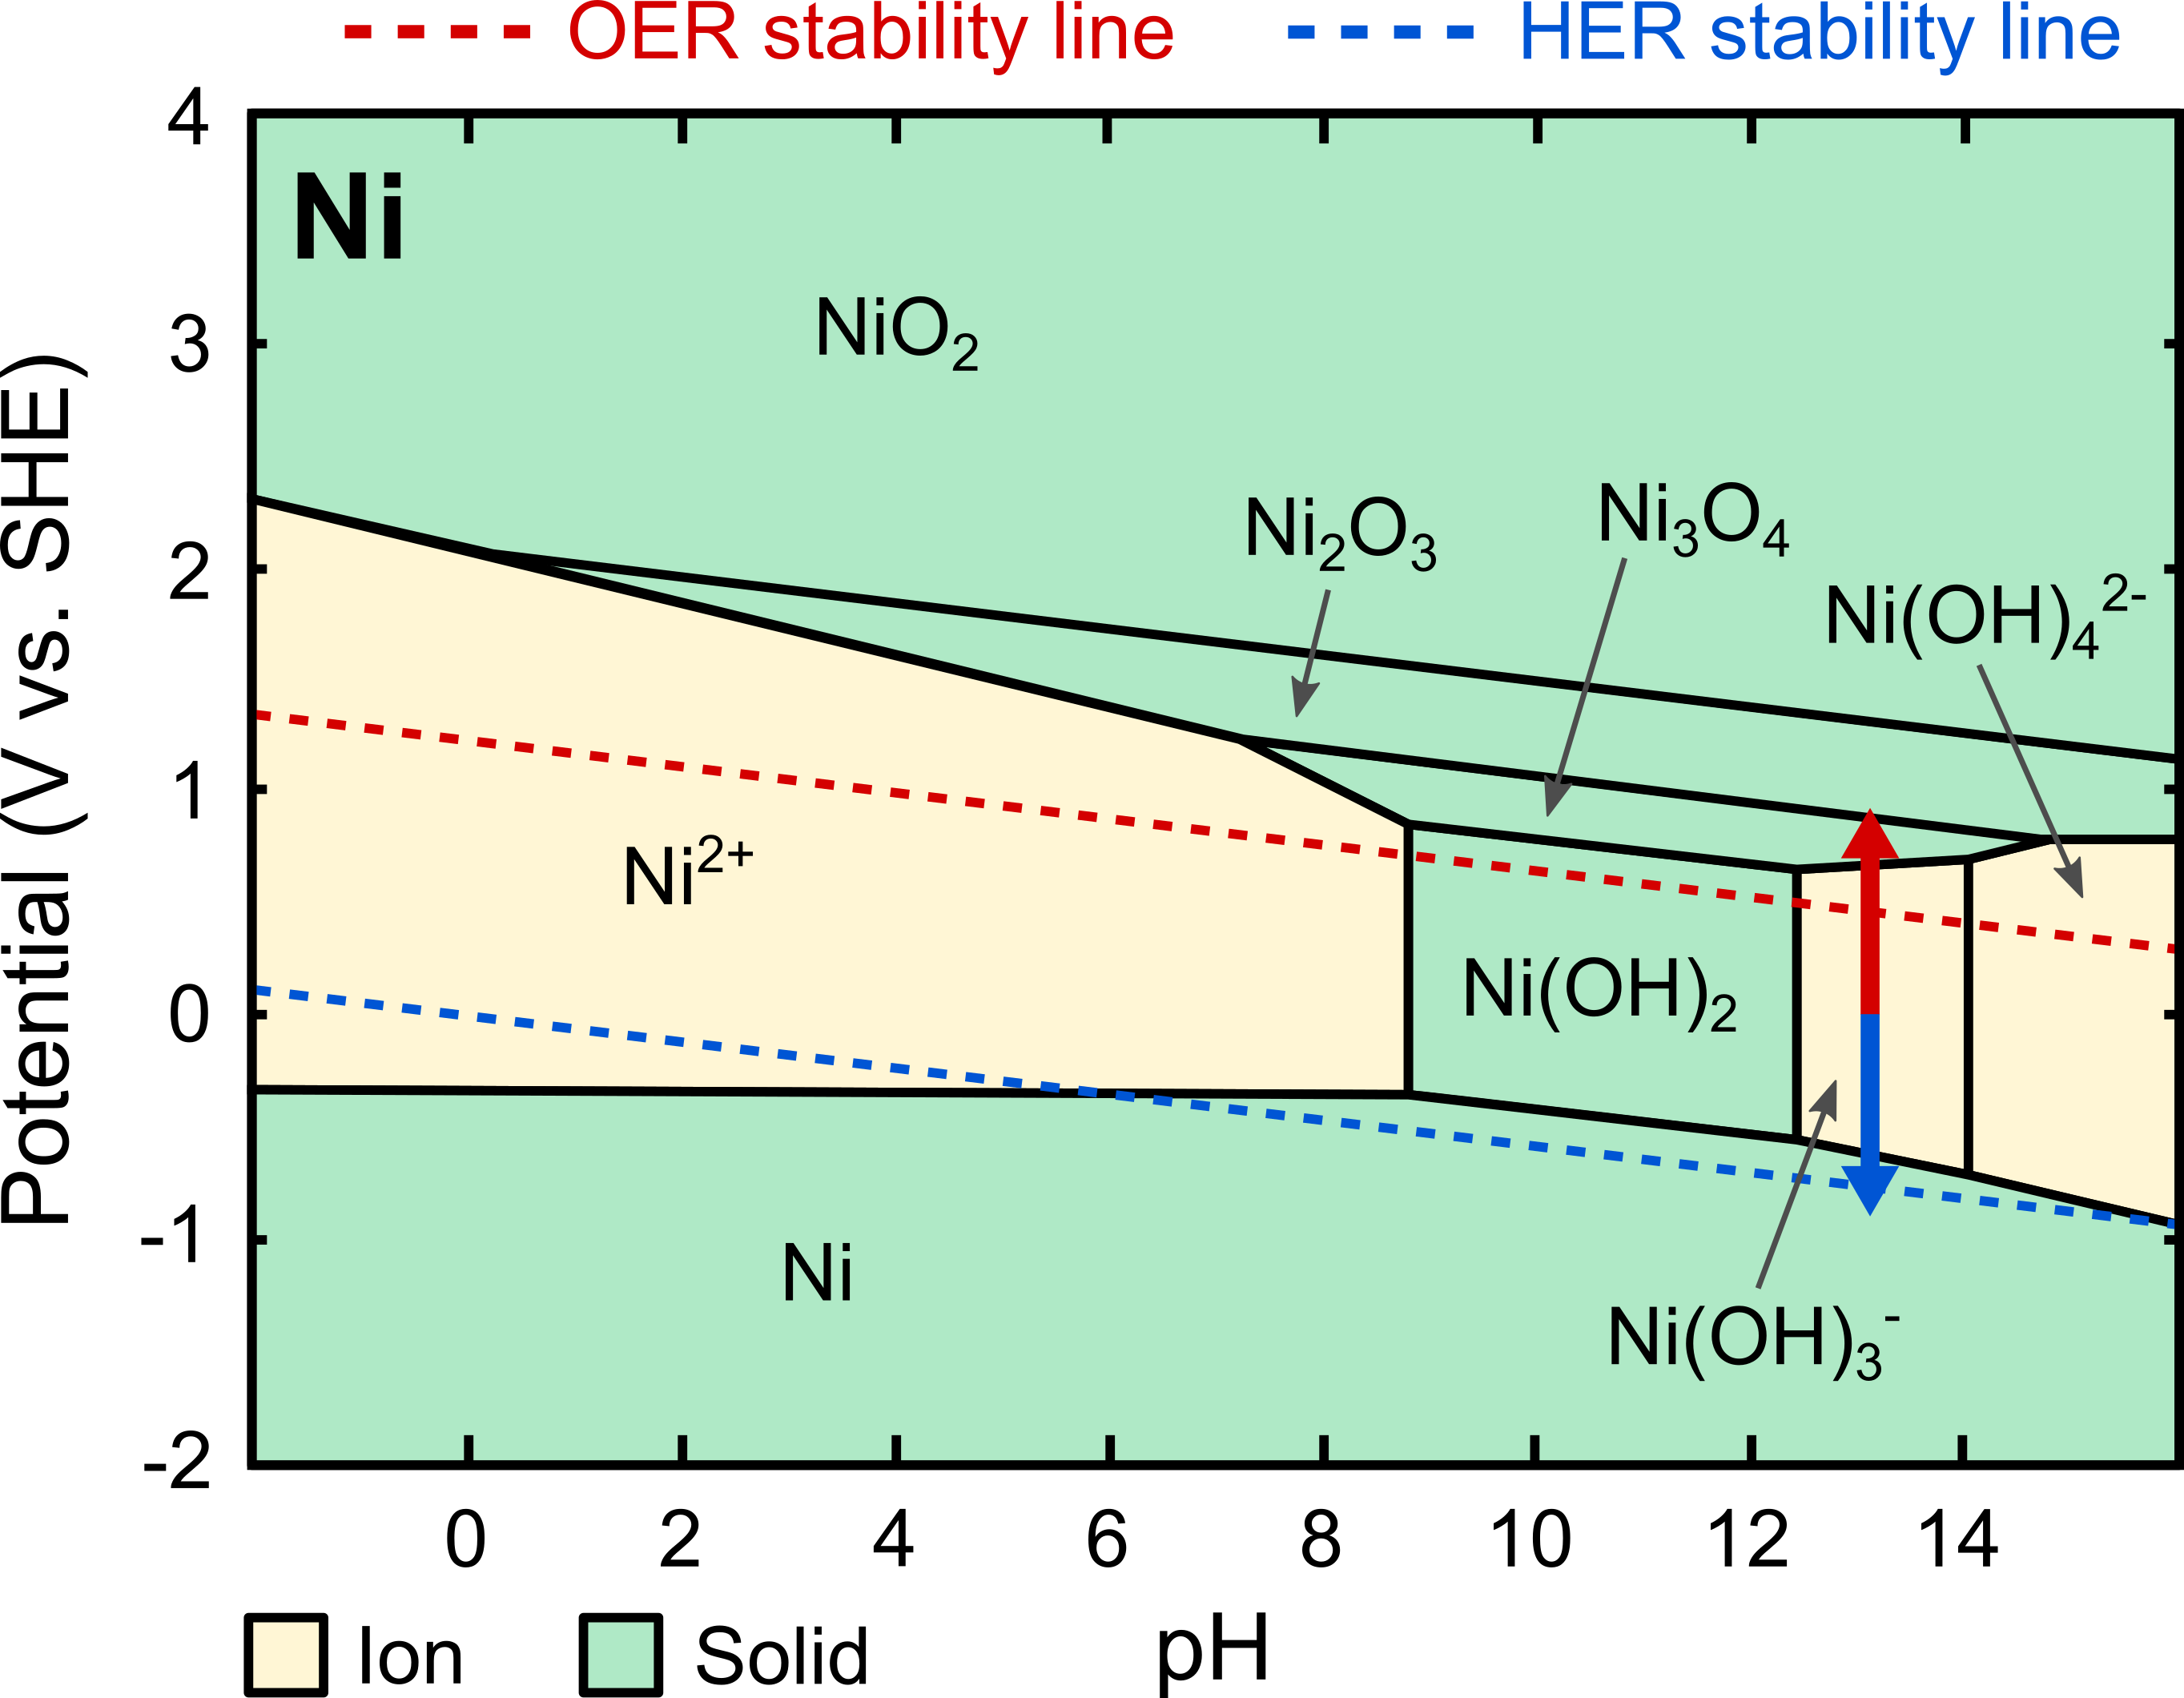 OER stability line HER stability line
4
Ni
3
NiO₂
2
Ni₂O₃
Ni₃O₄
Ni(OH)₄²⁻
1
Ni²⁺
0
Ni(OH)₂
-1
Ni
Ni(OH)₃⁻
-2
Potential (V vs. SHE)
0 2 4 6 8 10 12 14
Ion Solid pH